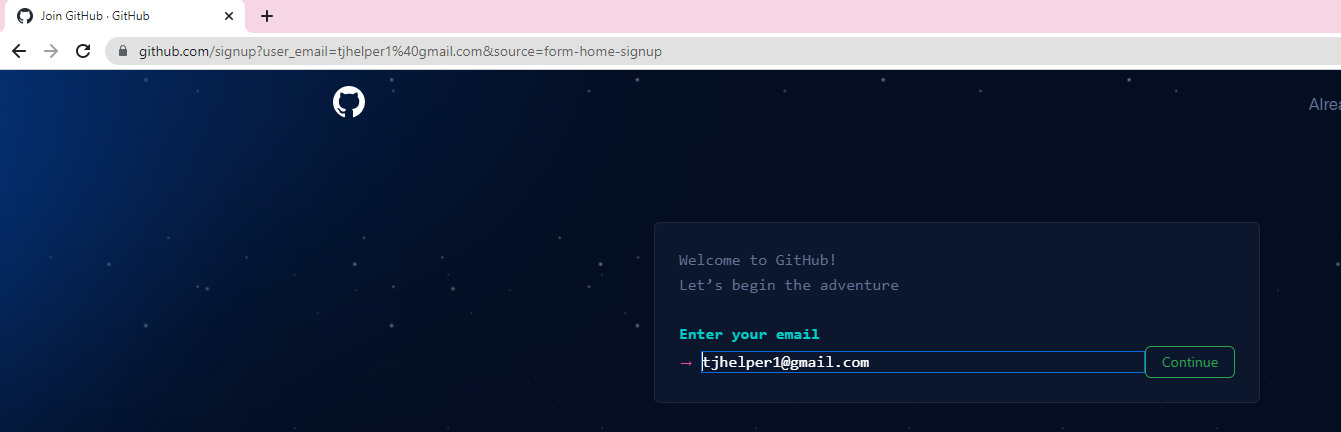 Join GitHub · GitHub
github.com/signup?user_email=tjhelper1%40gmail.com&source=form-home-signup
Alrea
Welcome to GitHub!
Let’s begin the adventure
Enter your email
→ tjhelper1@gmail.com Continue